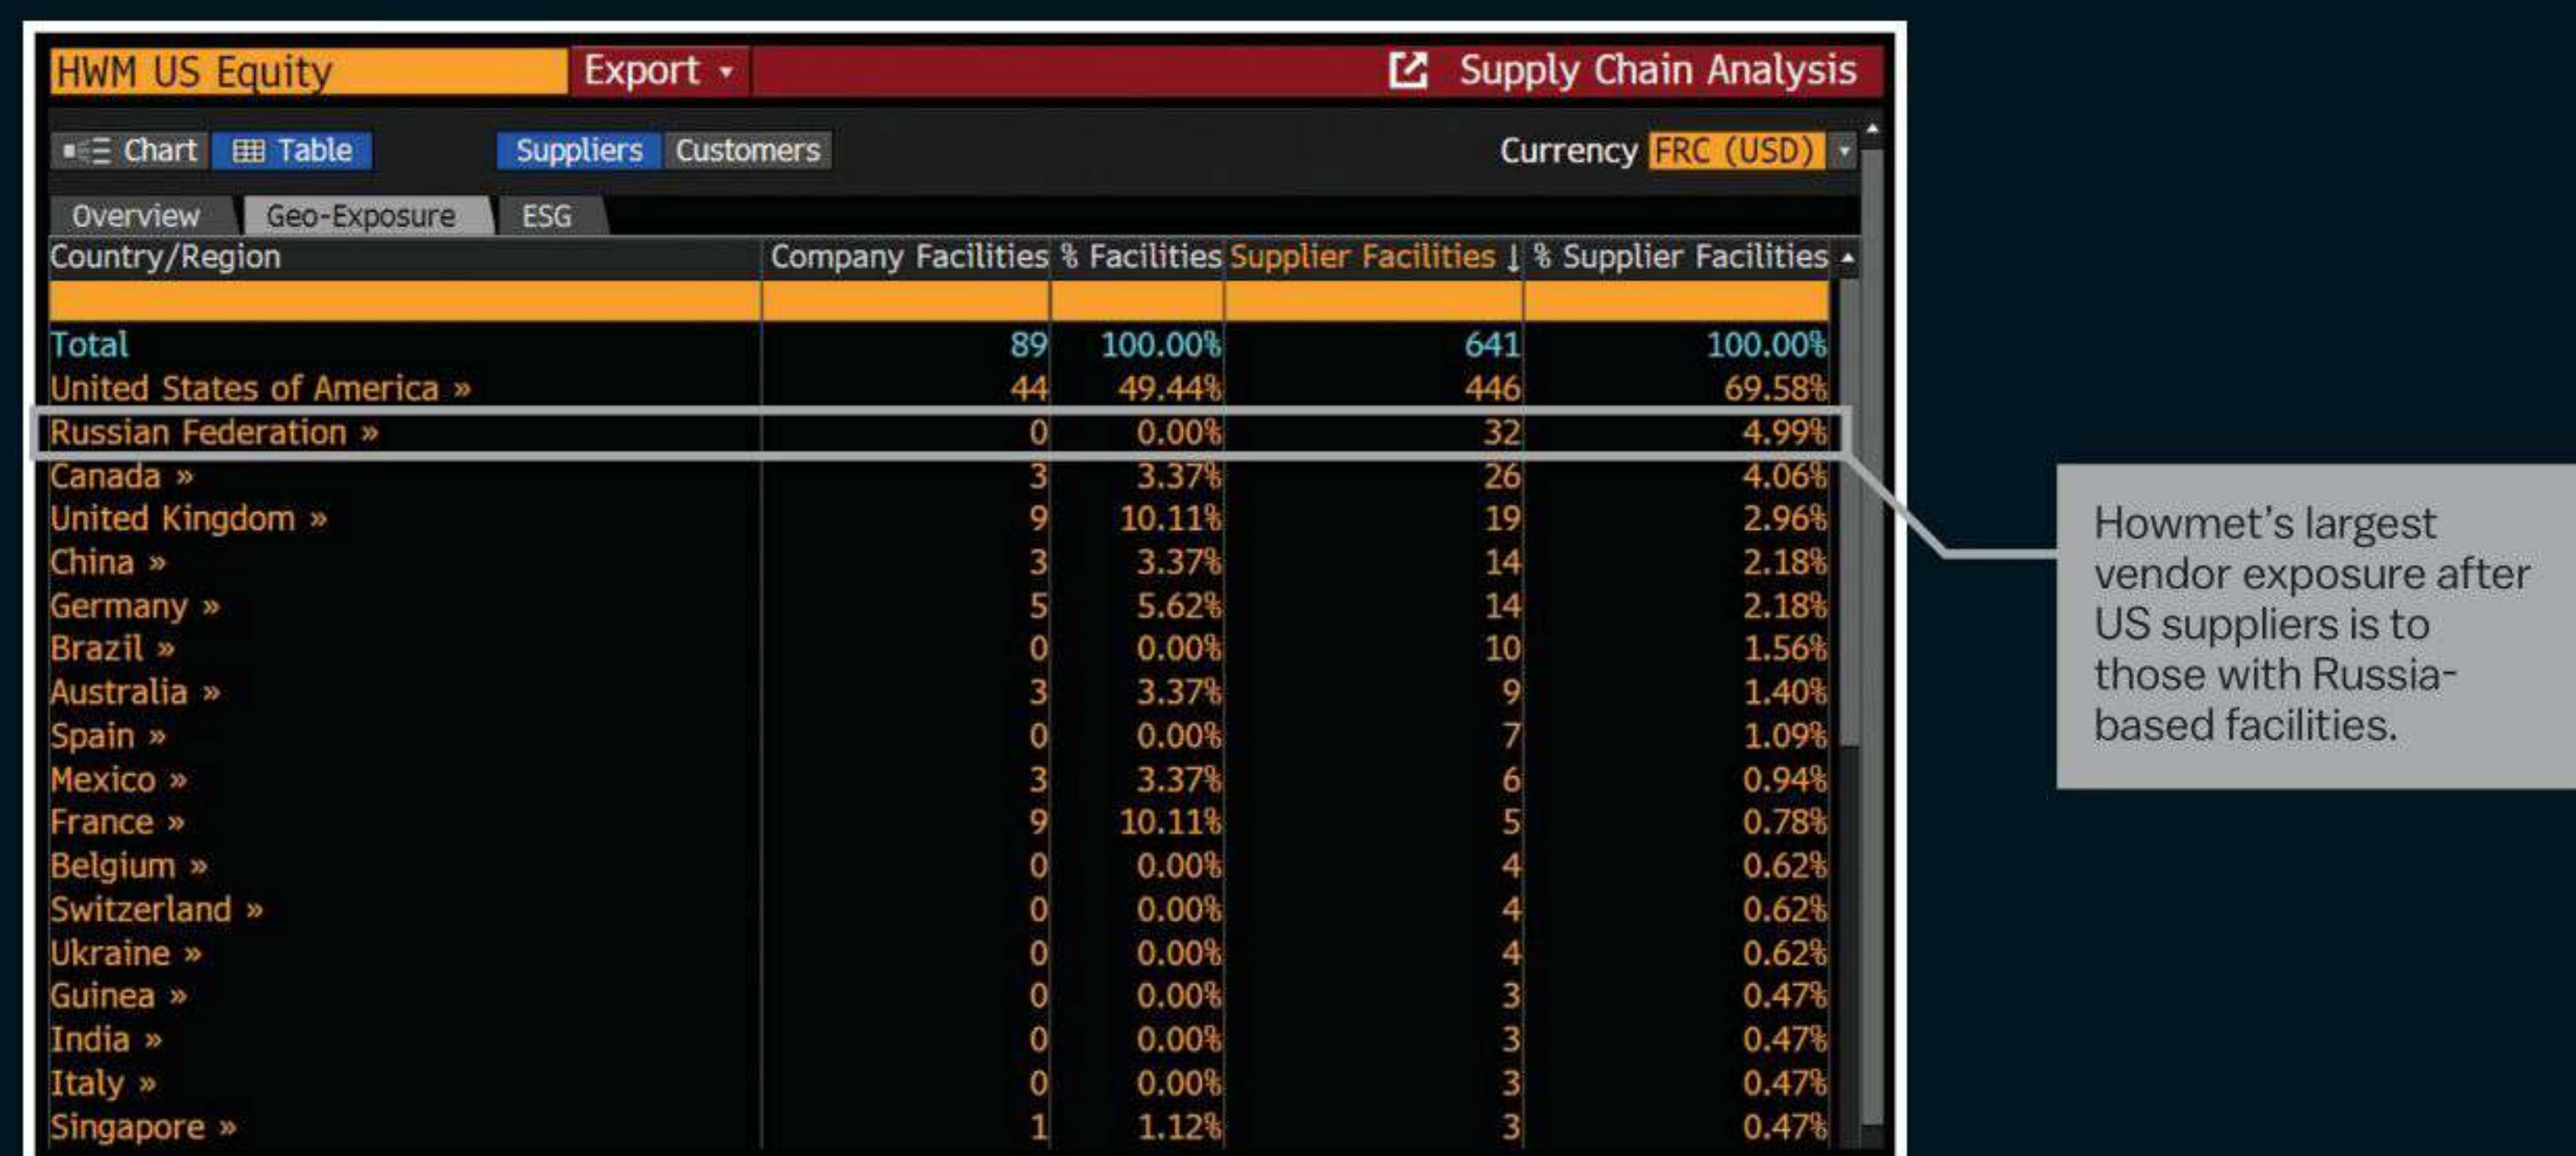 HWM US Equity Export Supply Chain Analysis
Chart Table Suppliers Customers Currency FRC (USD)
Overview Geo-Exposure ESG
Country/Region Company Facilities % Facilities Supplier Facilities ↓ % Supplier Facilities
Total 89 100.00% 641 100.00%
United States of America » 44 49.44% 446 69.58%
Russian Federation » 0 0.00% 32 4.99%
Canada » 3 3.37% 26 4.06%
United Kingdom » 9 10.11% 19 2.96%
China » 3 3.37% 14 2.18%
Germany » 5 5.62% 14 2.18%
Brazil » 0 0.00% 10 1.56%
Australia » 3 3.37% 9 1.40%
Spain » 0 0.00% 7 1.09%
Mexico » 3 3.37% 6 0.94%
France » 9 10.11% 5 0.78%
Belgium » 0 0.00% 4 0.62%
Switzerland » 0 0.00% 4 0.62%
Ukraine » 0 0.00% 4 0.62%
Guinea » 0 0.00% 3 0.47%
India » 0 0.00% 3 0.47%
Italy » 0 0.00% 3 0.47%
Singapore » 1 1.12% 3 0.47%
Howmet’s largest
vendor exposure after
US suppliers is to
those with Russia-
based facilities.